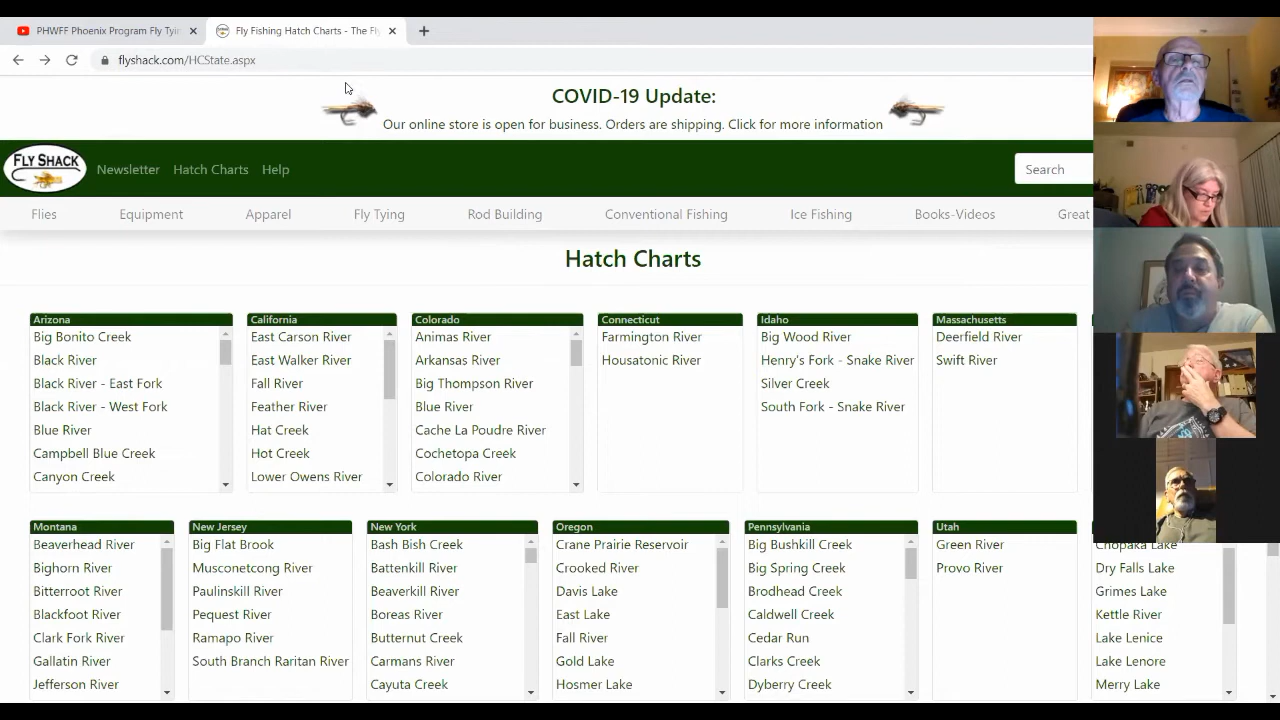 PHWFF Phoenix Program Fly Tyi
Fly Fishing Hatch Charts - The Fly
flyshack.com/HCState.aspx
COVID-19 Update:
Our online store is open for business. Orders are shipping. Click for more information
FLY SHACK
Newsletter
Hatch Charts
Help
Search
Flies
Equipment
Apparel
Fly Tying
Rod Building
Conventional Fishing
Ice Fishing
Books-Videos
Great
Hatch Charts
Arizona
Big Bonito Creek
Black River
Black River - East Fork
Black River - West Fork
Blue River
Campbell Blue Creek
Canyon Creek
California
East Carson River
East Walker River
Fall River
Feather River
Hat Creek
Hot Creek
Lower Owens River
Colorado
Animas River
Arkansas River
Big Thompson River
Blue River
Cache La Poudre River
Cochetopa Creek
Colorado River
Connecticut
Farmington River
Housatonic River
Idaho
Big Wood River
Henry's Fork - Snake River
Silver Creek
South Fork - Snake River
Massachusetts
Deerfield River
Swift River
Montana
Beaverhead River
Bighorn River
Bitterroot River
Blackfoot River
Clark Fork River
Gallatin River
Jefferson River
New Jersey
Big Flat Brook
Musconetcong River
Paulinskill River
Pequest River
Ramapo River
South Branch Raritan River
New York
Bash Bish Creek
Battenkill River
Beaverkill River
Boreas River
Butternut Creek
Carmans River
Cayuta Creek
Oregon
Crane Prairie Reservoir
Crooked River
Davis Lake
East Lake
Fall River
Gold Lake
Hosmer Lake
Pennsylvania
Big Bushkill Creek
Big Spring Creek
Brodhead Creek
Caldwell Creek
Cedar Run
Clarks Creek
Dyberry Creek
Utah
Green River
Provo River
Chopaka Lake
Dry Falls Lake
Grimes Lake
Kettle River
Lake Lenice
Lake Lenore
Merry Lake